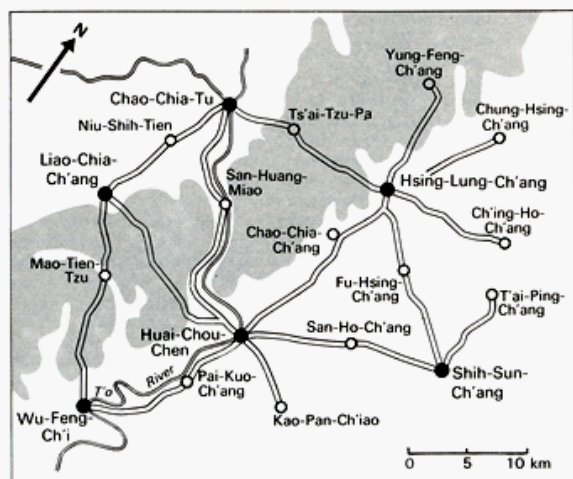 N
Yung-Feng-
Ch'ang
Chao-Chia-Tu
Ts'ai-Tzu-Pa
Chung-Hsing-
Ch'ang
Niu-Shih-Tien
Liao-Chia-
Ch'ang
San-Huang-
Miao
Hsing-Lung-Ch'ang
Chao-Chia-
Ch'ang
Ch'ing-Ho-
Ch'ang
Mao-Tien-
Tzu
Fu-Hsing-
Ch'ang
T'ai-Ping-
Ch'ang
Huai-Chou-
Chen
San-Ho-Ch'ang
T'o River
Pai-Kuo-
Ch'ang
Shih-Sun-
Ch'ang
Wu-Feng-
Ch'i
Kao-Pan-Ch'iao
0 5 10 km